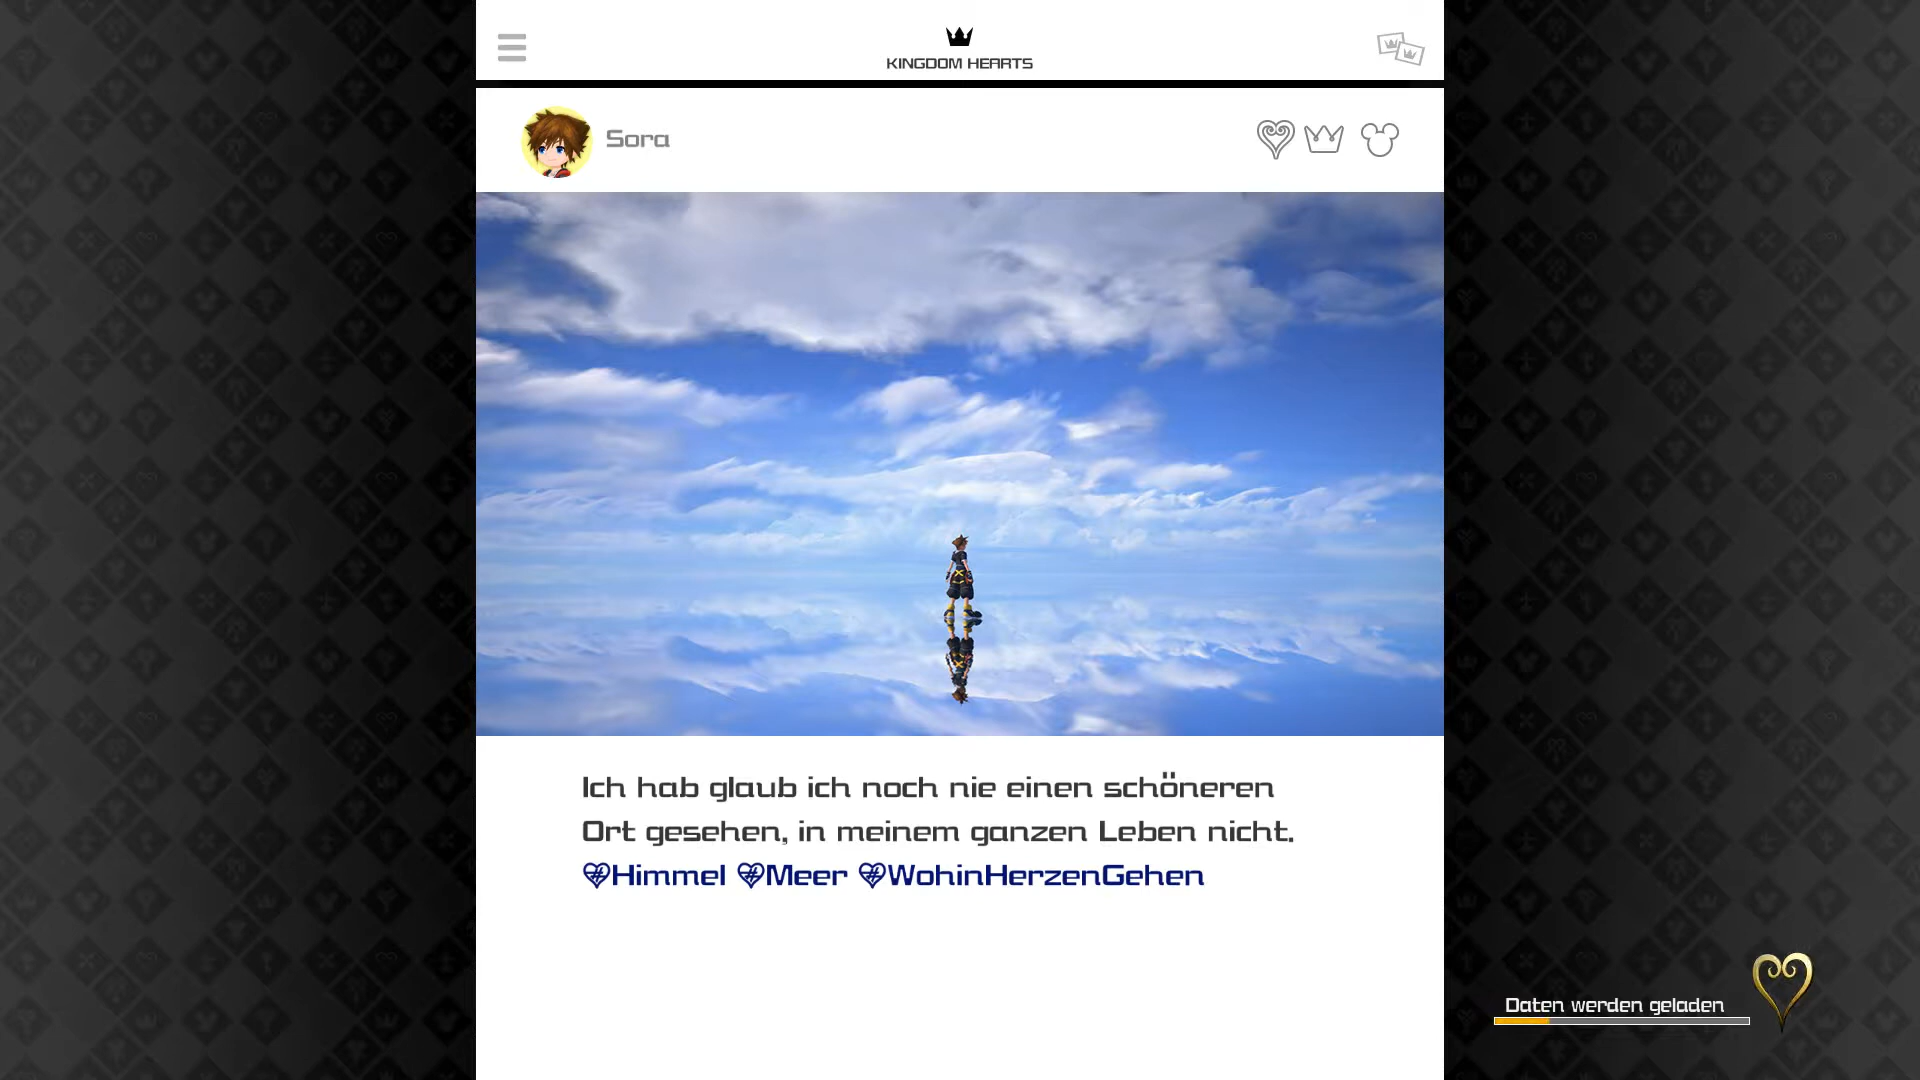 KINGDOM HEARTS
Sora
Ich hab glaub ich noch nie einen schöneren
Ort gesehen, in meinem ganzen Leben nicht.
#Himmel #Meer #WohinHerzenGehen
Daten werden geladen